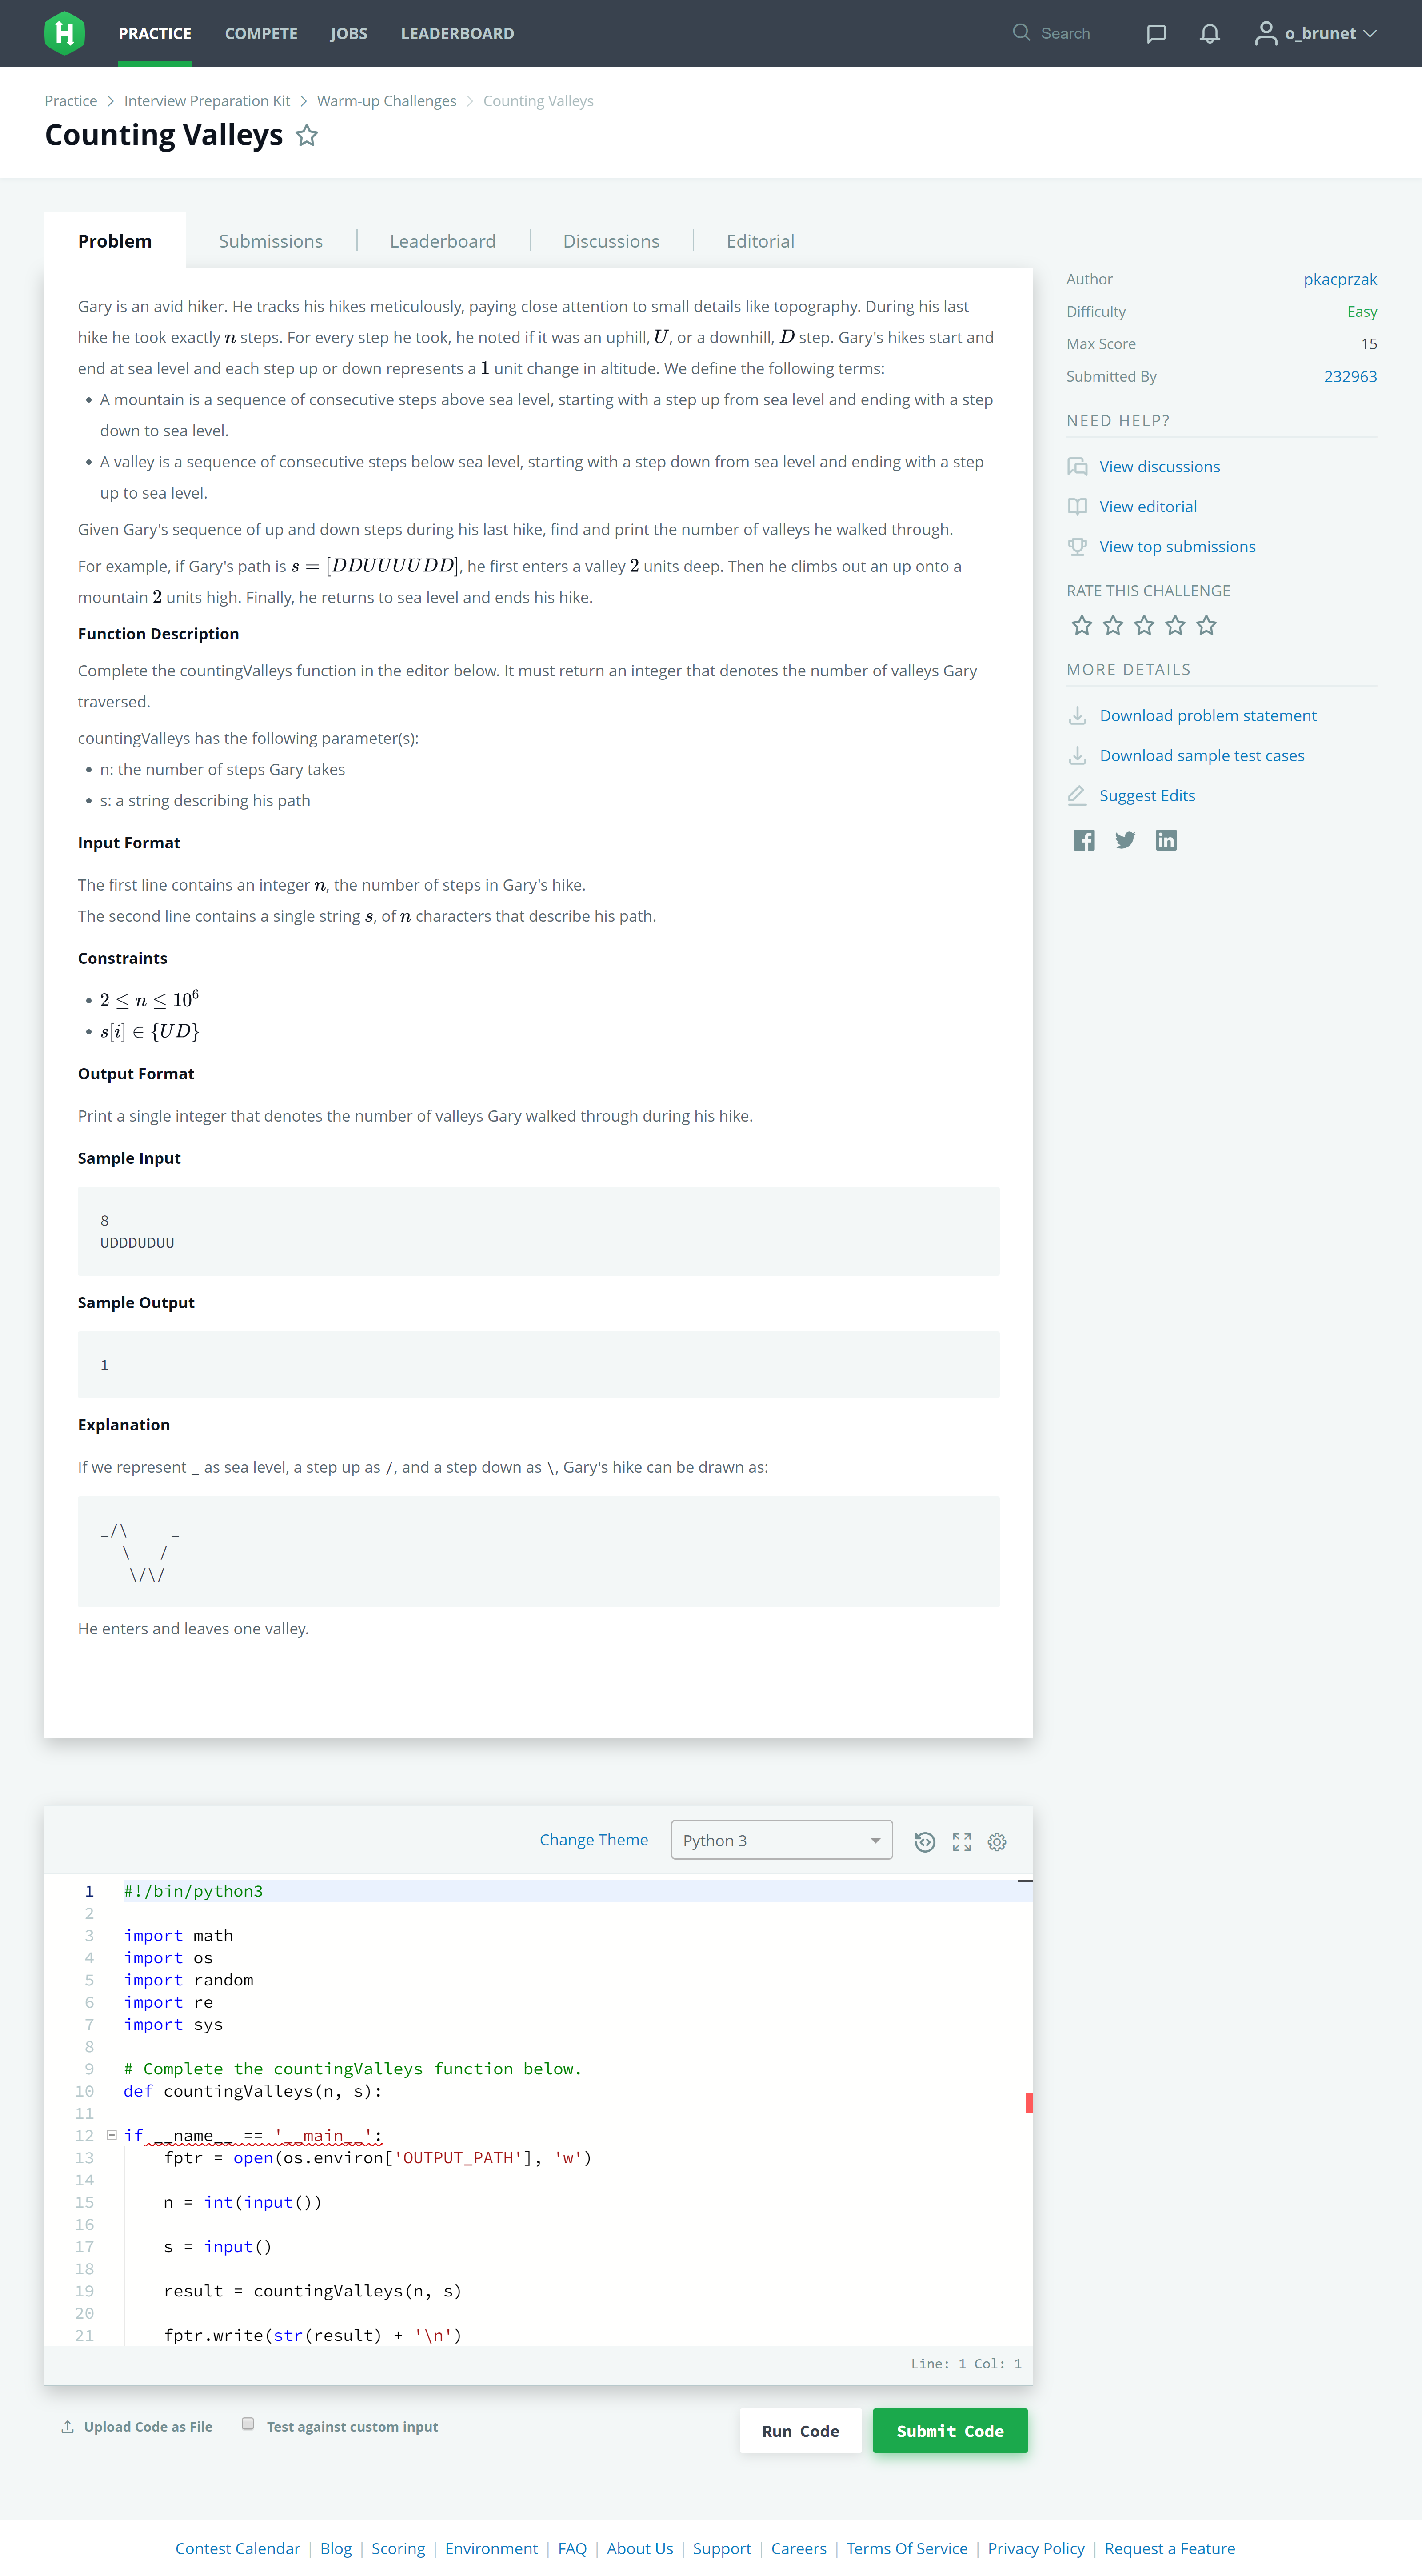 PRACTICE COMPETE JOBS LEADERBOARD Search o_brunet
Practice > Interview Preparation Kit > Warm-up Challenges > Counting Valleys
Counting Valleys
Problem Submissions Leaderboard Discussions Editorial
Gary is an avid hiker. He tracks his hikes meticulously, paying close attention to small details like topography. During his last
hike he took exactly n steps. For every step he took, he noted if it was an uphill, U, or a downhill, D step. Gary's hikes start and
end at sea level and each step up or down represents a 1 unit change in altitude. We define the following terms:
• A mountain is a sequence of consecutive steps above sea level, starting with a step up from sea level and ending with a step
down to sea level.
• A valley is a sequence of consecutive steps below sea level, starting with a step down from sea level and ending with a step
up to sea level.
Given Gary's sequence of up and down steps during his last hike, find and print the number of valleys he walked through.
For example, if Gary's path is s = [DDUUUUDD], he first enters a valley 2 units deep. Then he climbs out an up onto a
mountain 2 units high. Finally, he returns to sea level and ends his hike.
Function Description
Complete the countingValleys function in the editor below. It must return an integer that denotes the number of valleys Gary
traversed.
countingValleys has the following parameter(s):
• n: the number of steps Gary takes
• s: a string describing his path
Input Format
The first line contains an integer n, the number of steps in Gary's hike.
The second line contains a single string s, of n characters that describe his path.
Constraints
• 2 ≤ n ≤ 10⁶
• s[i] ∈ {UD}
Output Format
Print a single integer that denotes the number of valleys Gary walked through during his hike.
Sample Input
8
UDDDUDUU
Sample Output
1
Explanation
If we represent _ as sea level, a step up as /, and a step down as \, Gary's hike can be drawn as:
_/\      _
   \    /
    \/\/
He enters and leaves one valley.
Author pkacprzak
Difficulty Easy
Max Score 15
Submitted By 232963
NEED HELP?
View discussions
View editorial
View top submissions
RATE THIS CHALLENGE
MORE DETAILS
Download problem statement
Download sample test cases
Suggest Edits
Change Theme Python 3
1 #!/bin/python3
2
3 import math
4 import os
5 import random
6 import re
7 import sys
8
9 # Complete the countingValleys function below.
10 def countingValleys(n, s):
11
12 if __name__ == '__main__':
13     fptr = open(os.environ['OUTPUT_PATH'], 'w')
14
15     n = int(input())
16
17     s = input()
18
19     result = countingValleys(n, s)
20
21     fptr.write(str(result) + '\n')
Line: 1 Col: 1
Upload Code as File Test against custom input Run Code Submit Code
Contest Calendar | Blog | Scoring | Environment | FAQ | About Us | Support | Careers | Terms Of Service | Privacy Policy | Request a Feature